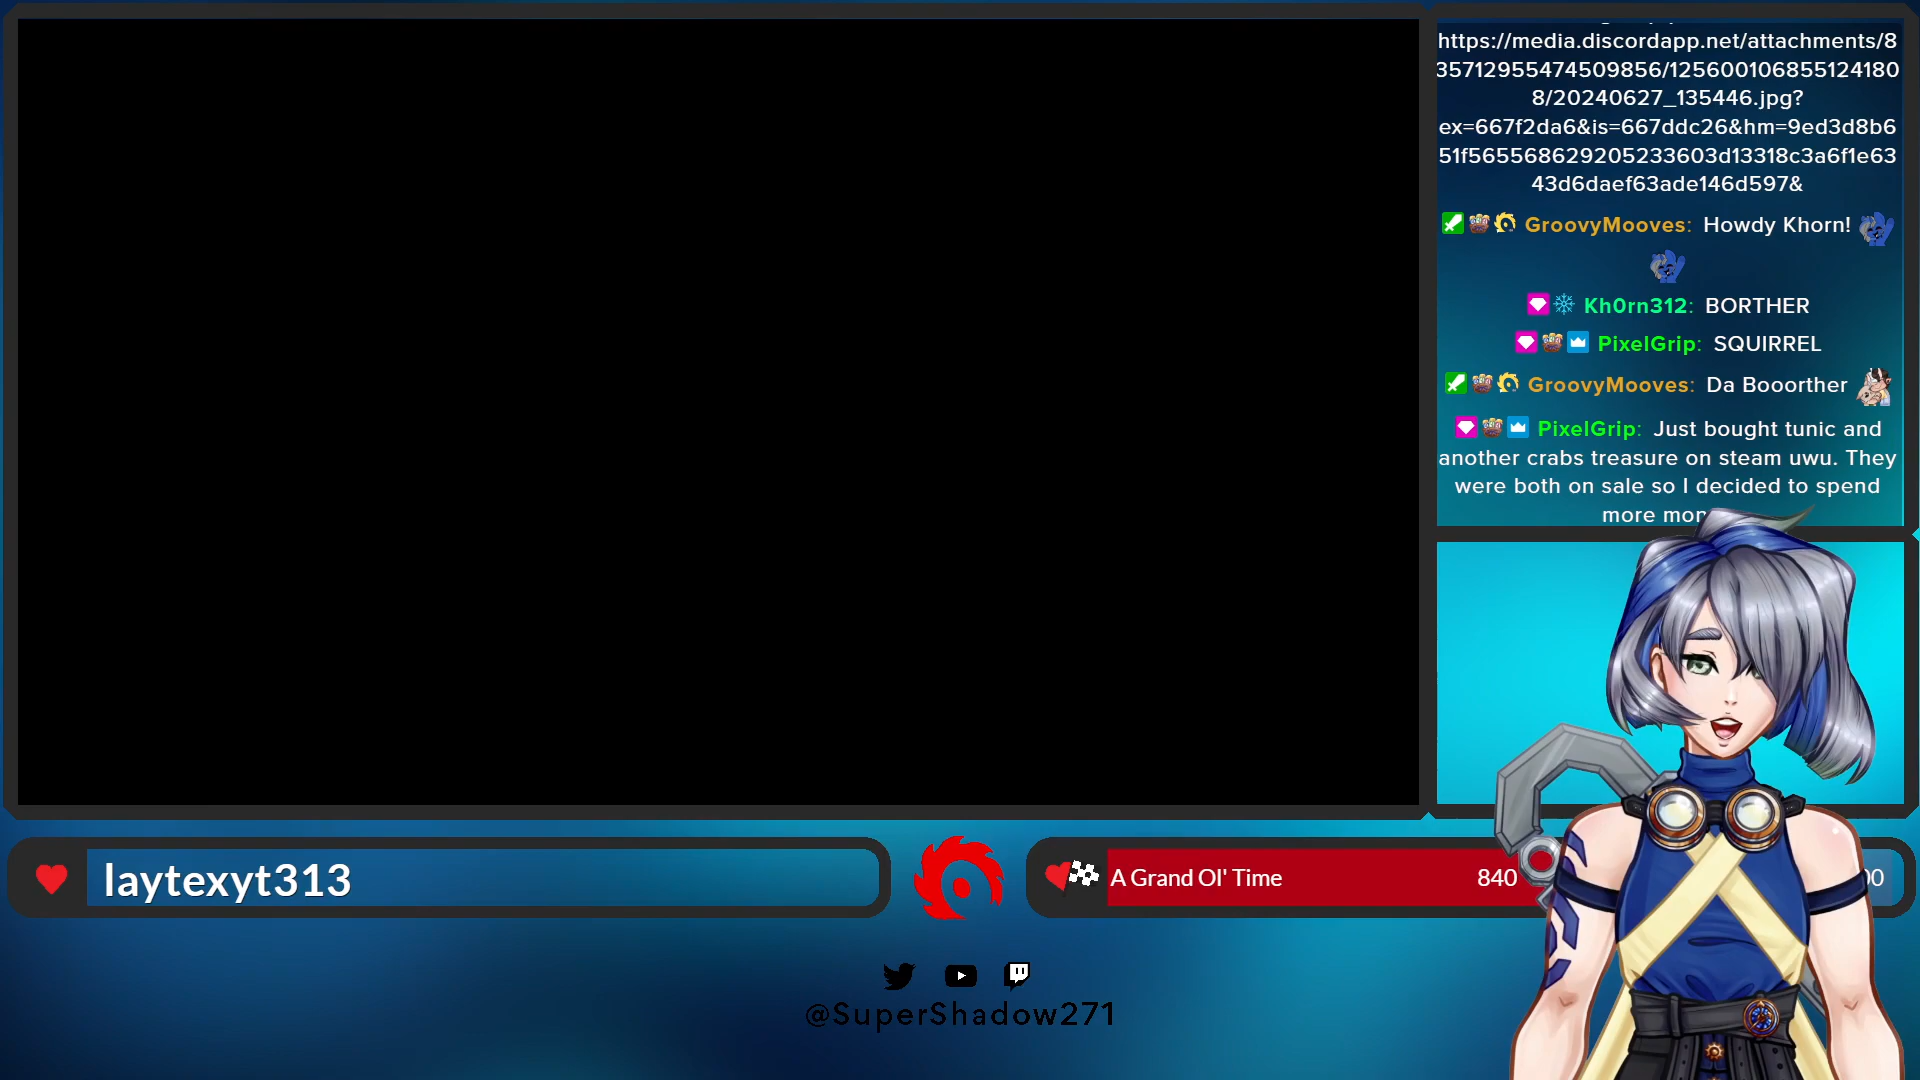 https://media.discordapp.net/attachments/8
35712955474509856/125600106855124180
8/20240627_135446.jpg?
ex=667f2da6&is=667ddc26&hm=9ed3d8b6
51f565568629205233603d13318c3a6f1e63
43d6daef63ade146d597&
GroovyMooves: Howdy Khorn!
Kh0rn312: BORTHER
PixelGrip: SQUIRREL
GroovyMooves: Da Booorther
PixelGrip: Just bought tunic and
another crabs treasure on steam uwu. They
were both on sale so I decided to spend
more
laytexyt313
A Grand Ol' Time 840
@SuperShadow271